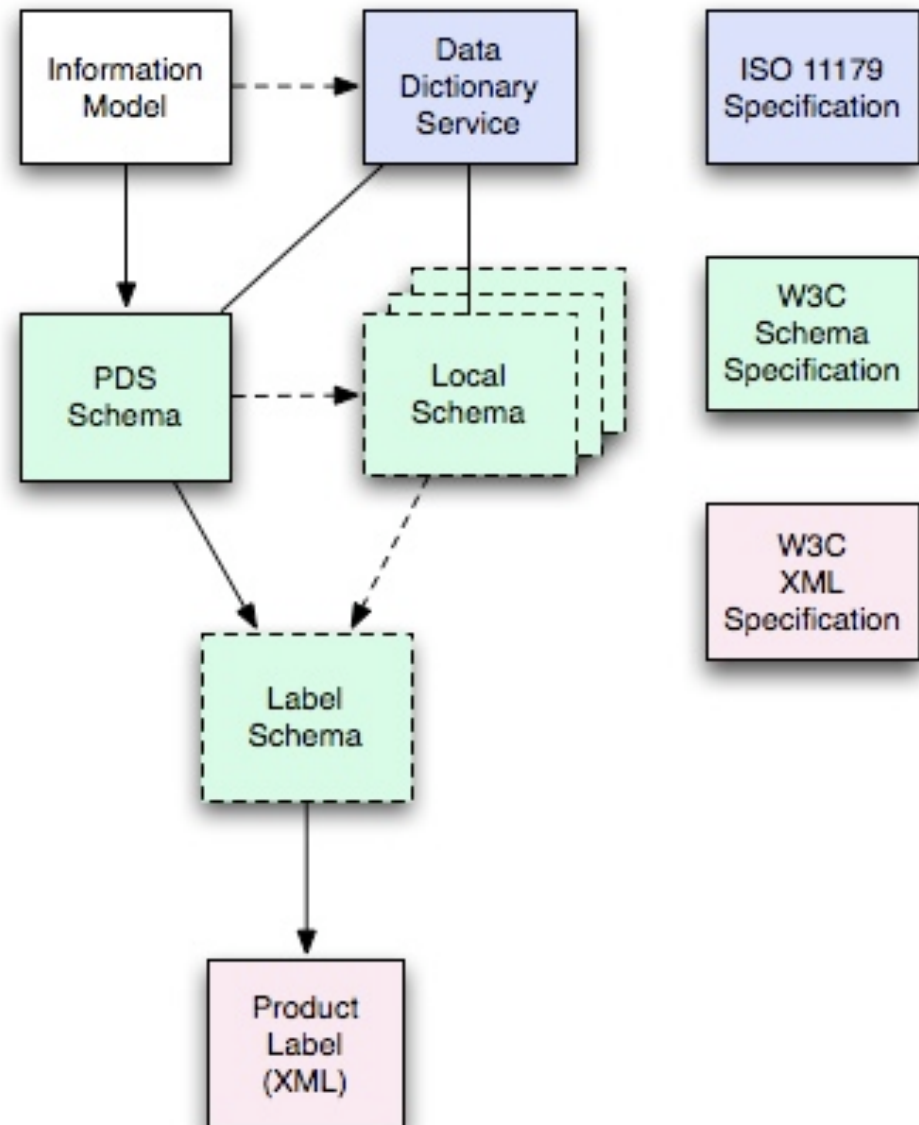 Information
Model
Data
Dictionary
Service
ISO 11179
Specification
PDS
Schema
Local
Schema
W3C
Schema
Specification
W3C
XML
Specification
Label
Schema
Product
Label
(XML)